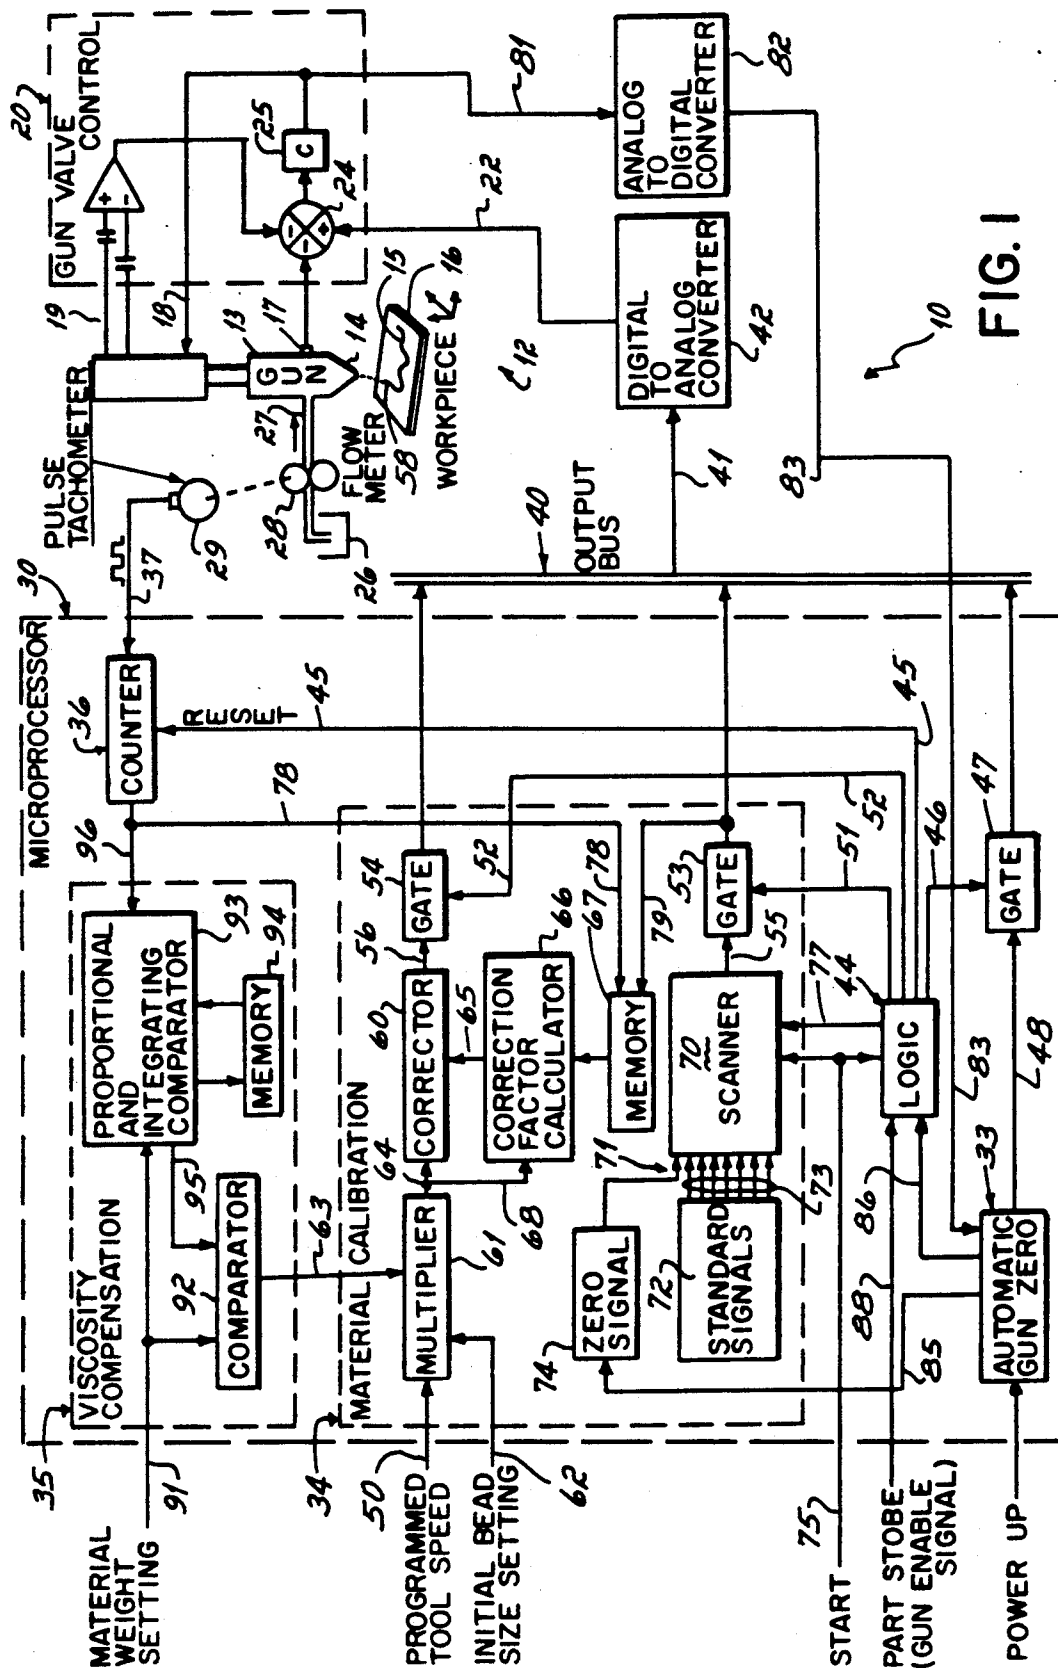 MATERIAL
WEIGHT
SETTING
91
PROGRAMMED
TOOL SPEED
50
INITIAL BEAD
SIZE SETTING
62
START
75
PART STOBE
(GUN ENABLE
SIGNAL)
88
POWER UP
MICROPROCESSOR
30
35
VISCOSITY
COMPENSATION
92
COMPARATOR
95
PROPORTIONAL
AND
INTEGRATING
COMPARATOR
93
MEMORY
94
96
36
COUNTER
RESET
45
78
63
34
MATERIAL CALIBRATION
MULTIPLIER
61
64
68
60
CORRECTOR
65
CORRECTION
FACTOR
CALCULATOR
66
56
54
GATE
52
67
MEMORY
78
79
74
ZERO
SIGNAL
71
72
STANDARD
SIGNALS
73
70
SCANNER
55
53
GATE
51
52
45
77
44
LOGIC
46
86
85
33
AUTOMATIC
GUN ZERO
83
48
47
GATE
PULSE
TACHOMETER
37
29
28
26
27
FLOW
METER
58
WORKPIECE
19
18
13
GUN
17
14
15
16
12
20
GUN VALVE
CONTROL
+
-
C
25
24
-
-
+
22
81
40
OUTPUT
BUS
41
DIGITAL
TO
ANALOG
CONVERTER
42
ANALOG
TO
DIGITAL
CONVERTER
82
83
10
FIG. 1